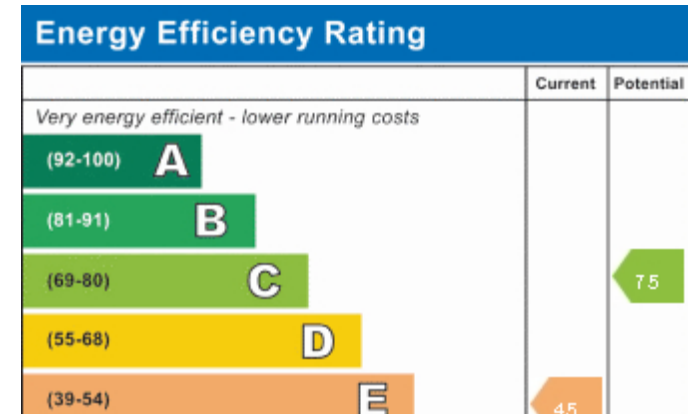 Energy Efficiency Rating
Current Potential
Very energy efficient - lower running costs
(92-100) A
(81-91) B
(69-80) C 75
(55-68) D
(39-54) E 45